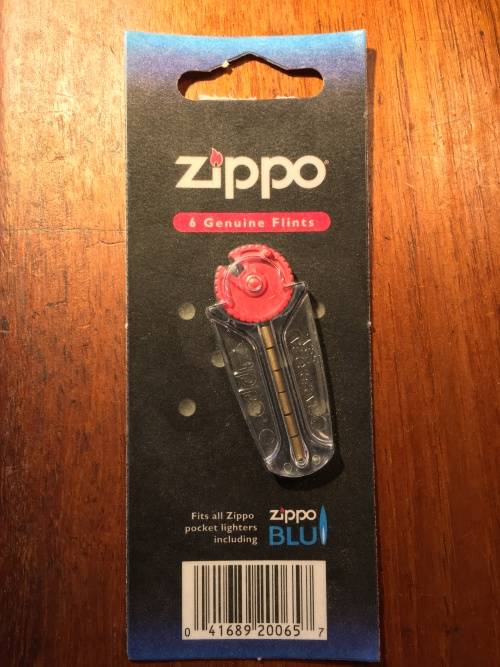 zippo
6 Genuine Flints
Fits all Zippo
pocket lighters
including
zippo
BLU
0 41689 20065 7